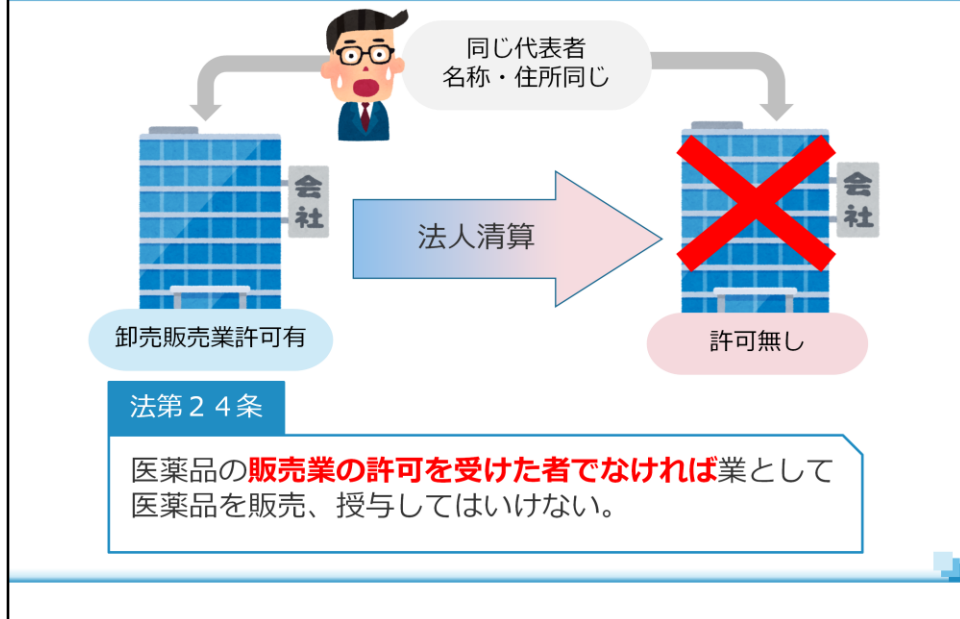 同じ代表者
名称・住所同じ
会社
会社
法人清算
卸売販売業許可有
許可無し
法第２４条
医薬品の販売業の許可を受けた者でなければ業として
医薬品を販売、授与してはいけない。